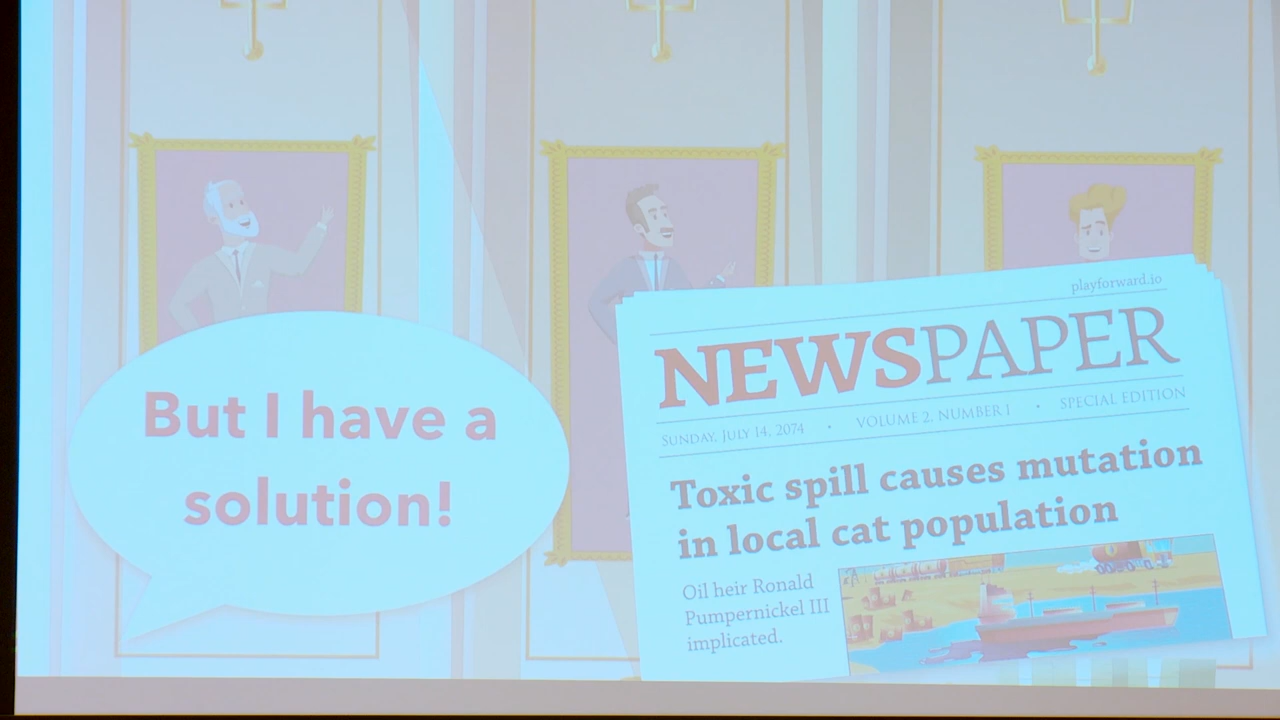 But I have a
solution!
playforward.io
NEWSPAPER
SUNDAY, JULY 14, 2074 • VOLUME 2, NUMBER 1 • SPECIAL EDITION
Toxic spill causes mutation
in local cat population
Oil heir Ronald
Pumpernickel III
implicated.